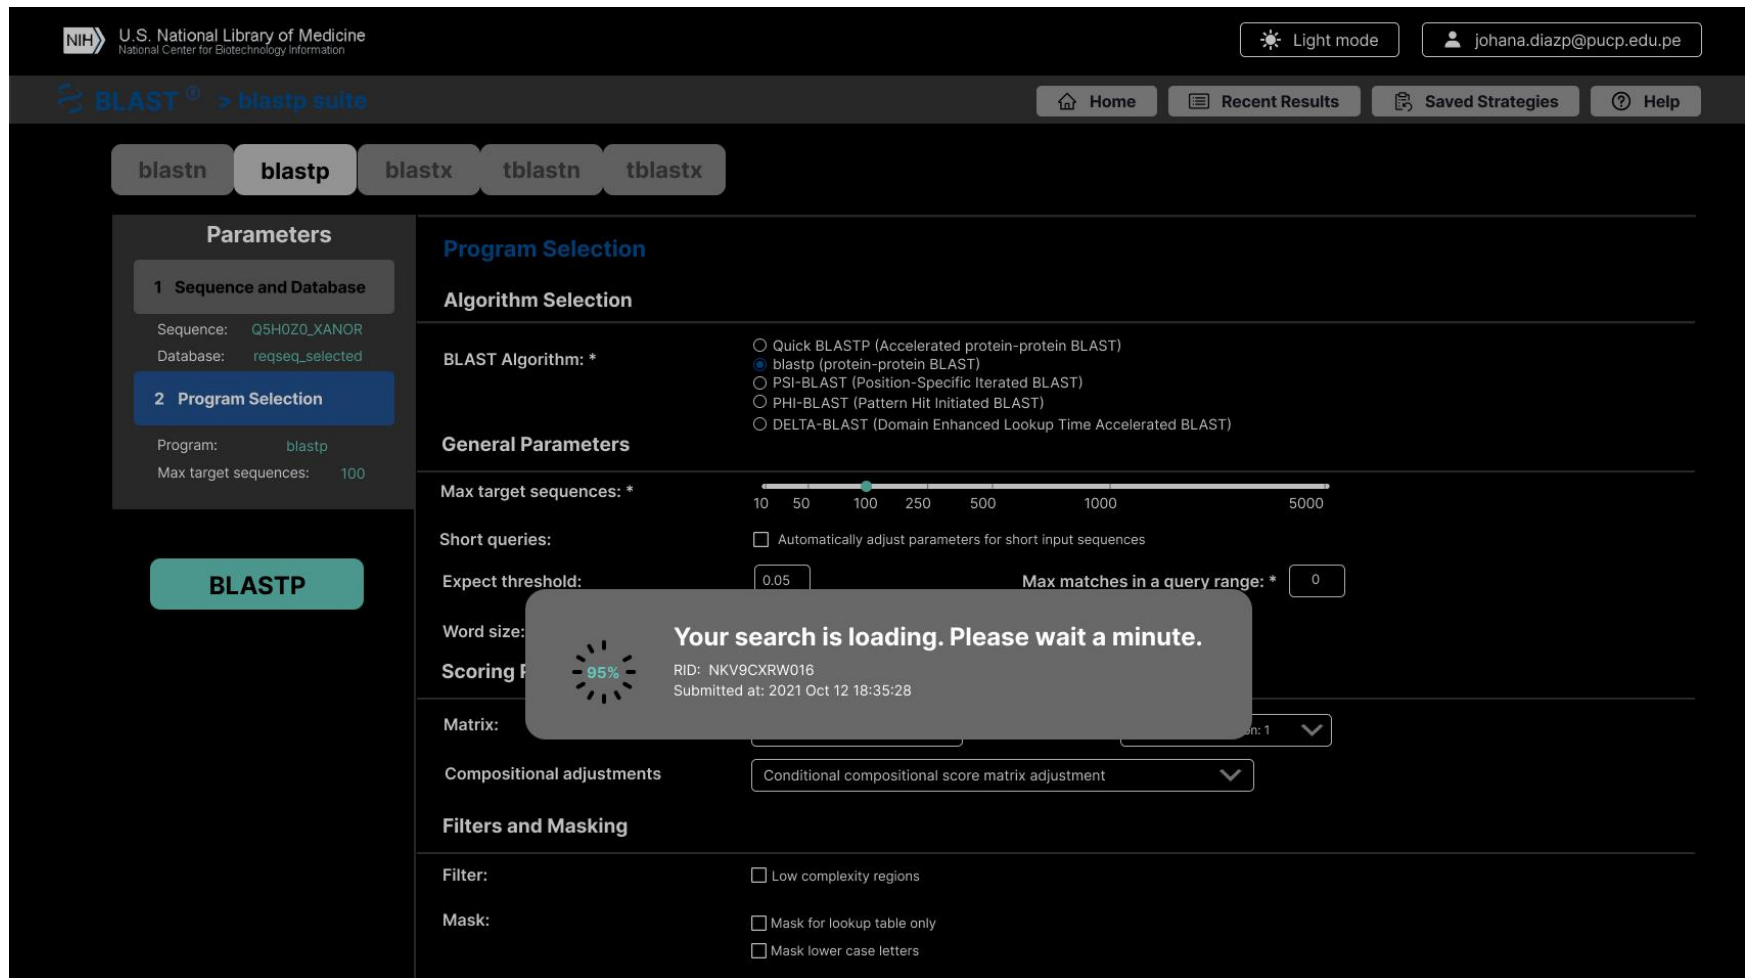 NIH U.S. National Library of Medicine
National Center for Biotechnology Information
Light mode
johana.diazp@pucp.edu.pe
BLAST ® > blastp suite
Home
Recent Results
Saved Strategies
Help
blastn
blastp
blastx
tblastn
tblastx
Parameters
1 Sequence and Database
Sequence: Q5H0Z0_XANOR
Database: reqseq_selected
2 Program Selection
Program: blastp
Max target sequences: 100
BLASTP
Program Selection
Algorithm Selection
BLAST Algorithm: *
Quick BLASTP (Accelerated protein-protein BLAST)
blastp (protein-protein BLAST)
PSI-BLAST (Position-Specific Iterated BLAST)
PHI-BLAST (Pattern Hit Initiated BLAST)
DELTA-BLAST (Domain Enhanced Lookup Time Accelerated BLAST)
General Parameters
Max target sequences: *
10 50 100 250 500 1000 5000
Short queries:
Automatically adjust parameters for short input sequences
Expect threshold: 0.05
Max matches in a query range: * 0
Word size:
Your search is loading. Please wait a minute.
95%
RID: NKV9CXRW016
Submitted at: 2021 Oct 12 18:35:28
Scoring
Matrix:
: 1
Compositional adjustments
Conditional compositional score matrix adjustment
Filters and Masking
Filter:
Low complexity regions
Mask:
Mask for lookup table only
Mask lower case letters